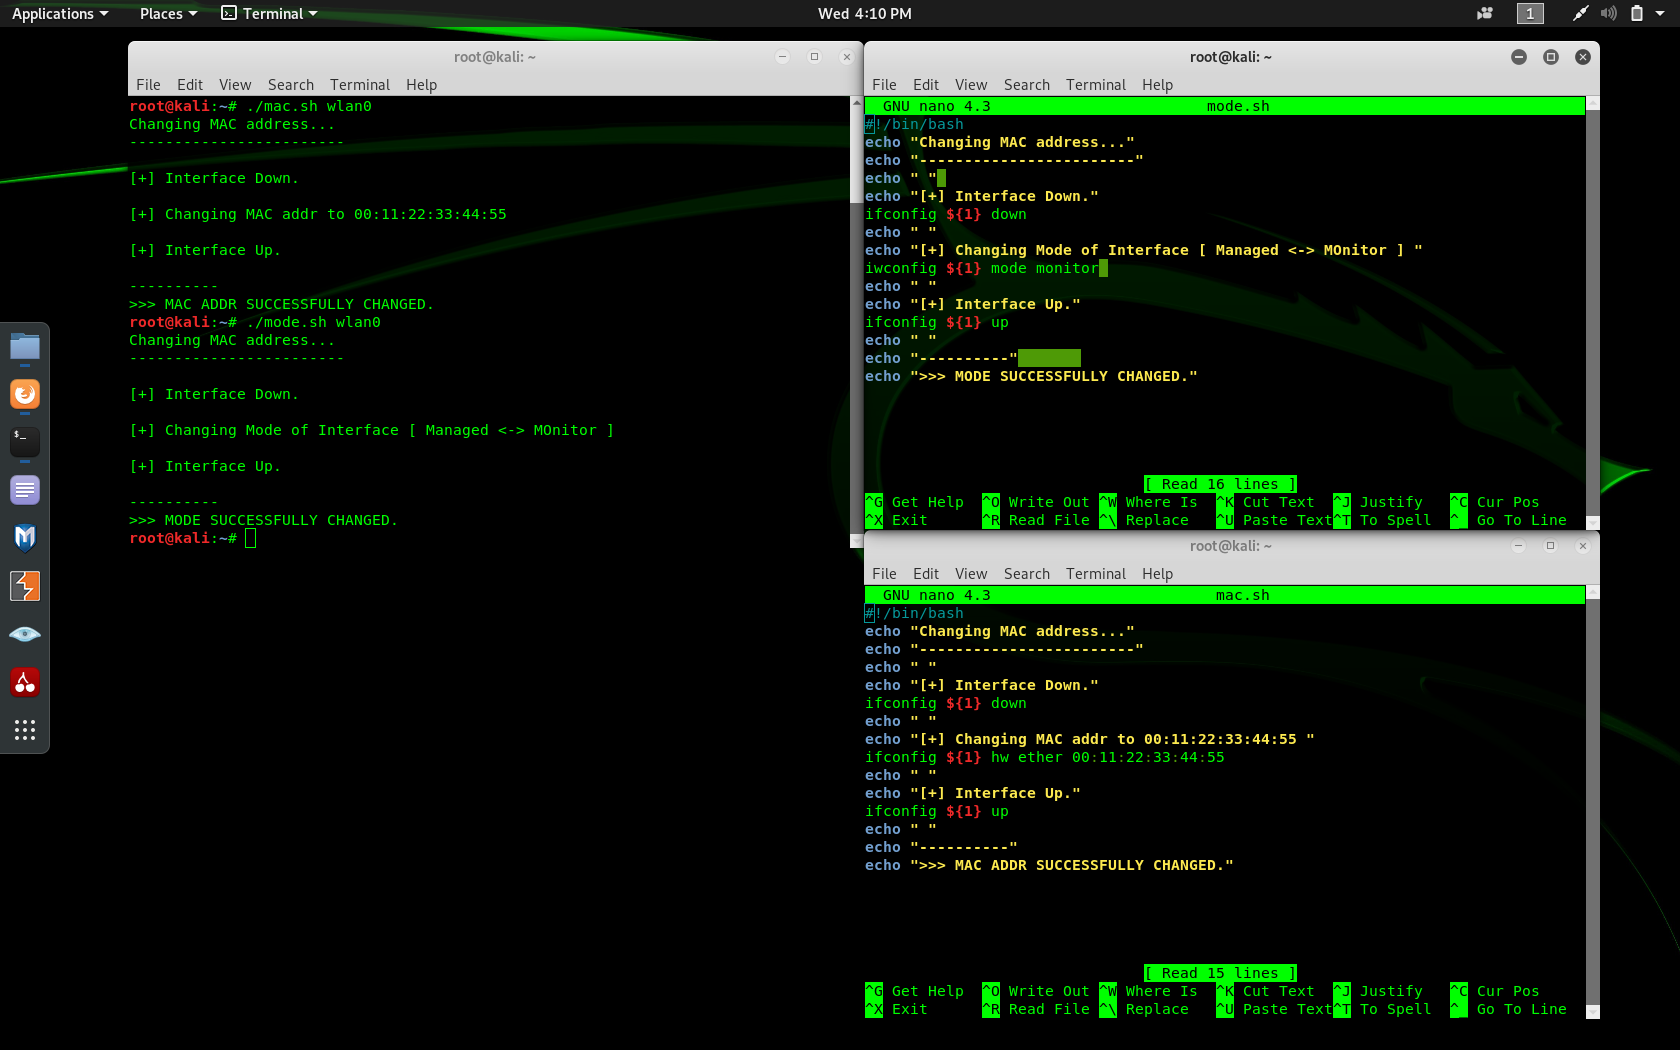 Applications Places Terminal Wed 4:10 PM 1
root@kali: ~
File Edit View Search Terminal Help
root@kali:~# ./mac.sh wlan0
Changing MAC address...
------------------------
[+] Interface Down.
[+] Changing MAC addr to 00:11:22:33:44:55
[+] Interface Up.
----------
>>> MAC ADDR SUCCESSFULLY CHANGED.
root@kali:~# ./mode.sh wlan0
Changing MAC address...
------------------------
[+] Interface Down.
[+] Changing Mode of Interface [ Managed <-> MOnitor ]
[+] Interface Up.
----------
>>> MODE SUCCESSFULLY CHANGED.
root@kali:~#
root@kali: ~
File Edit View Search Terminal Help
GNU nano 4.3 mode.sh
#!/bin/bash
echo "Changing MAC address..."
echo "------------------------"
echo " "
echo "[+] Interface Down."
ifconfig ${1} down
echo " "
echo "[+] Changing Mode of Interface [ Managed <-> MOnitor ] "
iwconfig ${1} mode monitor
echo " "
echo "[+] Interface Up."
ifconfig ${1} up
echo " "
echo "----------"
echo ">>> MODE SUCCESSFULLY CHANGED."
[ Read 16 lines ]
^G Get Help ^O Write Out ^W Where Is ^K Cut Text ^J Justify ^C Cur Pos
^X Exit ^R Read File ^\ Replace ^U Paste Text ^T To Spell ^_ Go To Line
root@kali: ~
File Edit View Search Terminal Help
GNU nano 4.3 mac.sh
#!/bin/bash
echo "Changing MAC address..."
echo "------------------------"
echo " "
echo "[+] Interface Down."
ifconfig ${1} down
echo " "
echo "[+] Changing MAC addr to 00:11:22:33:44:55 "
ifconfig ${1} hw ether 00:11:22:33:44:55
echo " "
echo "[+] Interface Up."
ifconfig ${1} up
echo " "
echo "----------"
echo ">>> MAC ADDR SUCCESSFULLY CHANGED."
[ Read 15 lines ]
^G Get Help ^O Write Out ^W Where Is ^K Cut Text ^J Justify ^C Cur Pos
^X Exit ^R Read File ^\ Replace ^U Paste Text ^T To Spell ^_ Go To Line